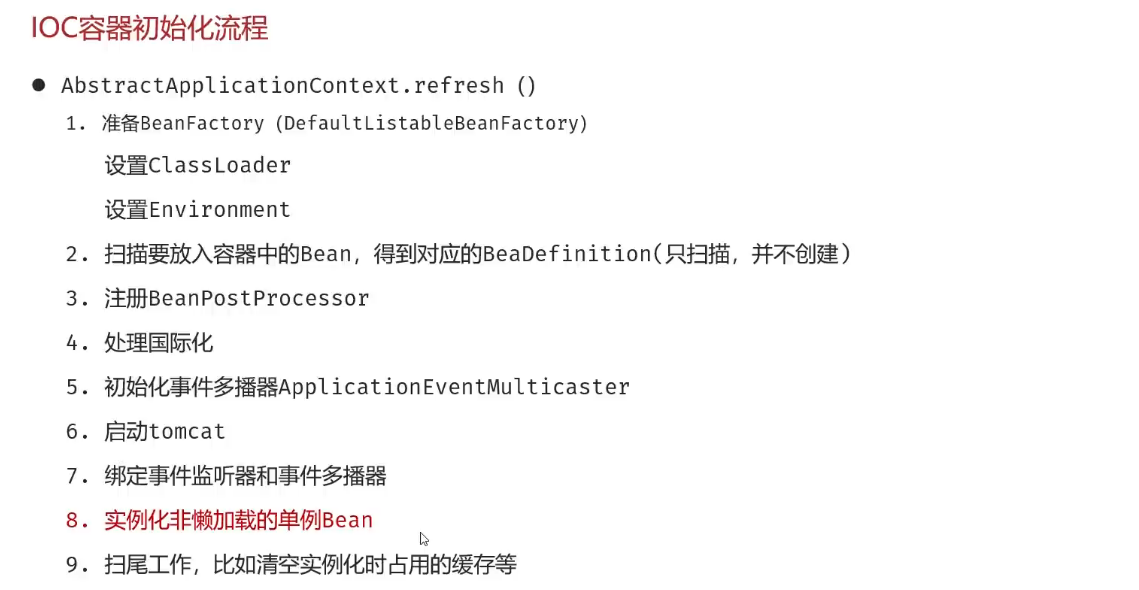 IOC容器初始化流程
● AbstractApplicationContext.refresh ()
1. 准备BeanFactory (DefaultListableBeanFactory)
设置ClassLoader
设置Environment
2. 扫描要放入容器中的Bean，得到对应的BeaDefinition(只扫描，并不创建)
3. 注册BeanPostProcessor
4. 处理国际化
5. 初始化事件多播器ApplicationEventMulticaster
6. 启动tomcat
7. 绑定事件监听器和事件多播器
8. 实例化非懒加载的单例Bean
9. 扫尾工作，比如清空实例化时占用的缓存等